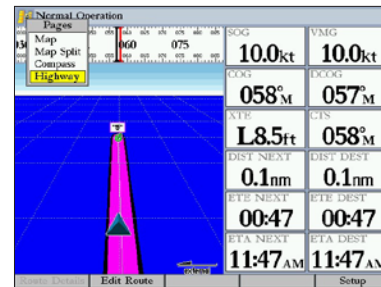 Normal Operation
Pages
Map
Map Split
Compass
Highway
060 075
SOG VMG
10.0kt 10.0kt
COG DCOG
058°M 057°M
XTE CTS
L8.5ft 058°M
DIST NEXT DIST DEST
0.1nm 0.1nm
ETE NEXT ETE DEST
00:47 00:47
ETA NEXT ETA DEST
11:47AM 11:47AM
Route Details Edit Route Setup